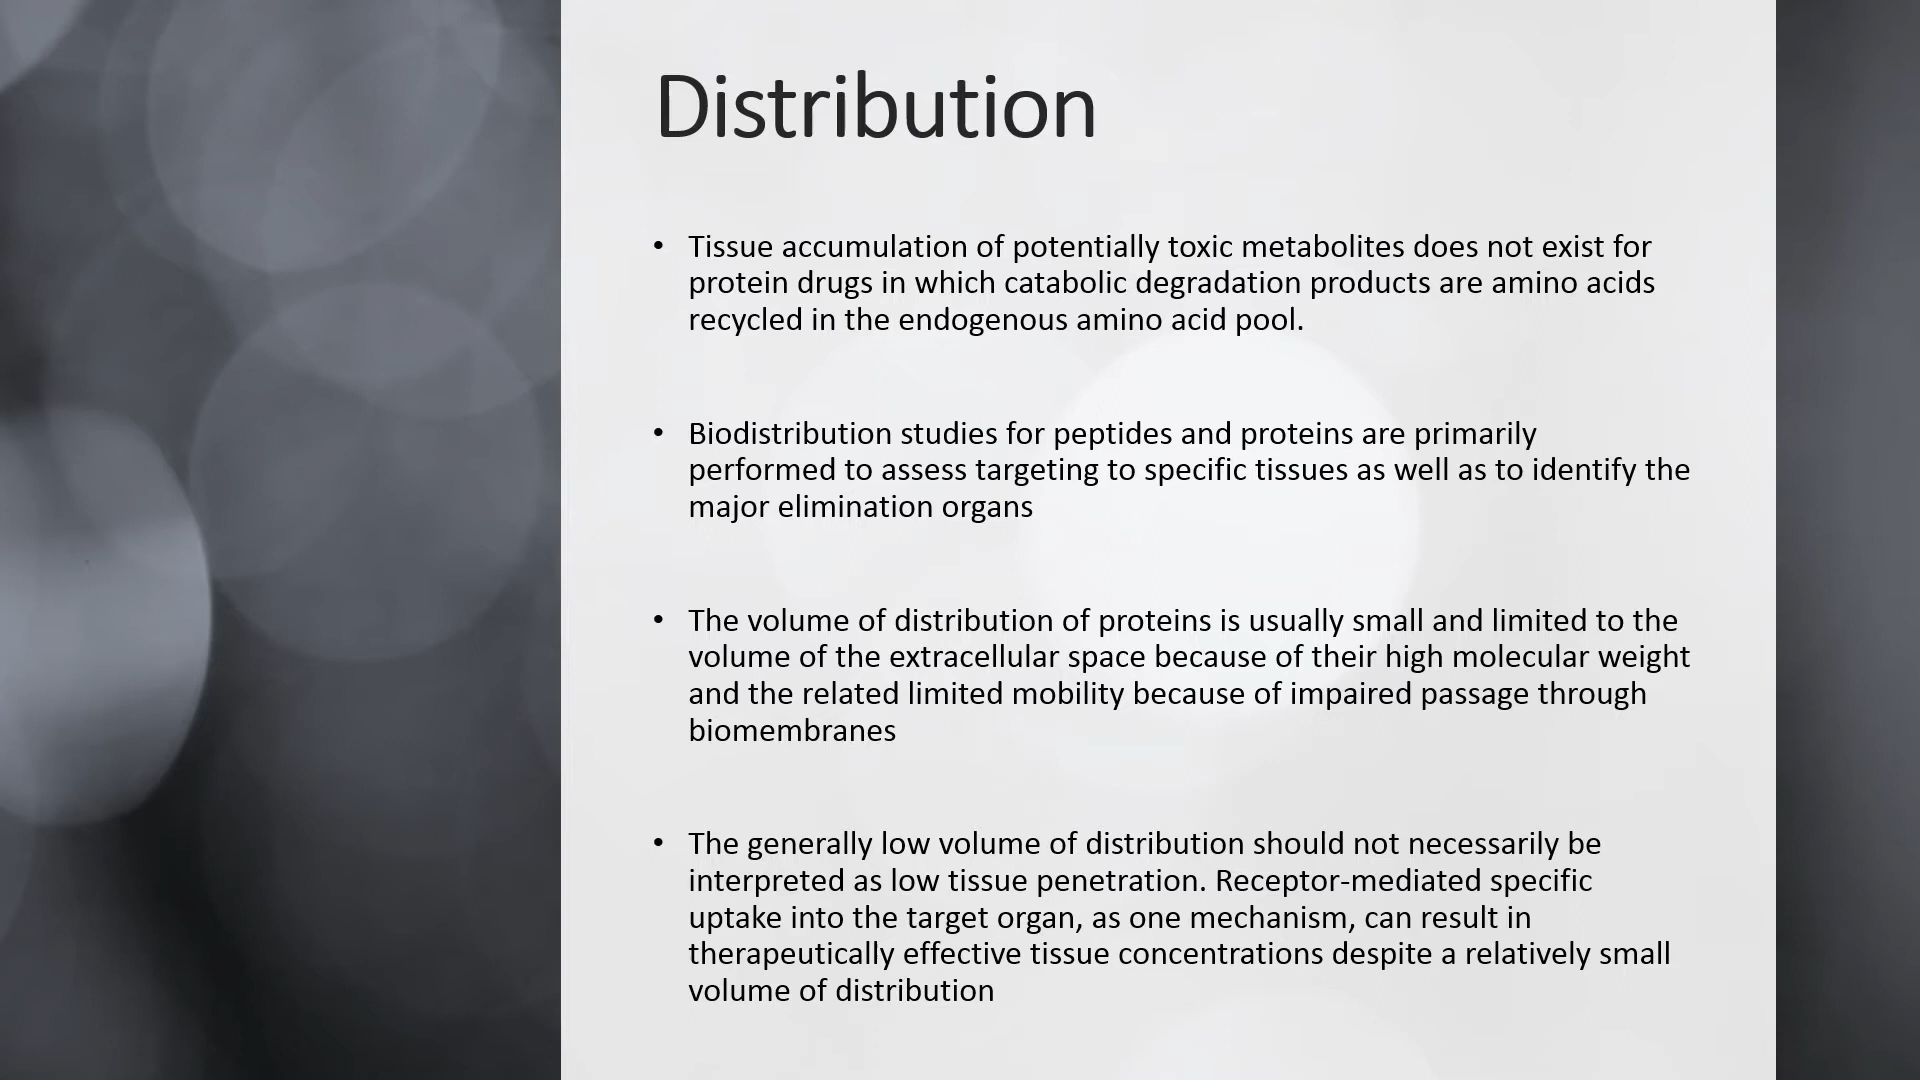 Distribution
• Tissue accumulation of potentially toxic metabolites does not exist for
protein drugs in which catabolic degradation products are amino acids
recycled in the endogenous amino acid pool.
• Biodistribution studies for peptides and proteins are primarily
performed to assess targeting to specific tissues as well as to identify the
major elimination organs
• The volume of distribution of proteins is usually small and limited to the
volume of the extracellular space because of their high molecular weight
and the related limited mobility because of impaired passage through
biomembranes
• The generally low volume of distribution should not necessarily be
interpreted as low tissue penetration. Receptor-mediated specific
uptake into the target organ, as one mechanism, can result in
therapeutically effective tissue concentrations despite a relatively small
volume of distribution